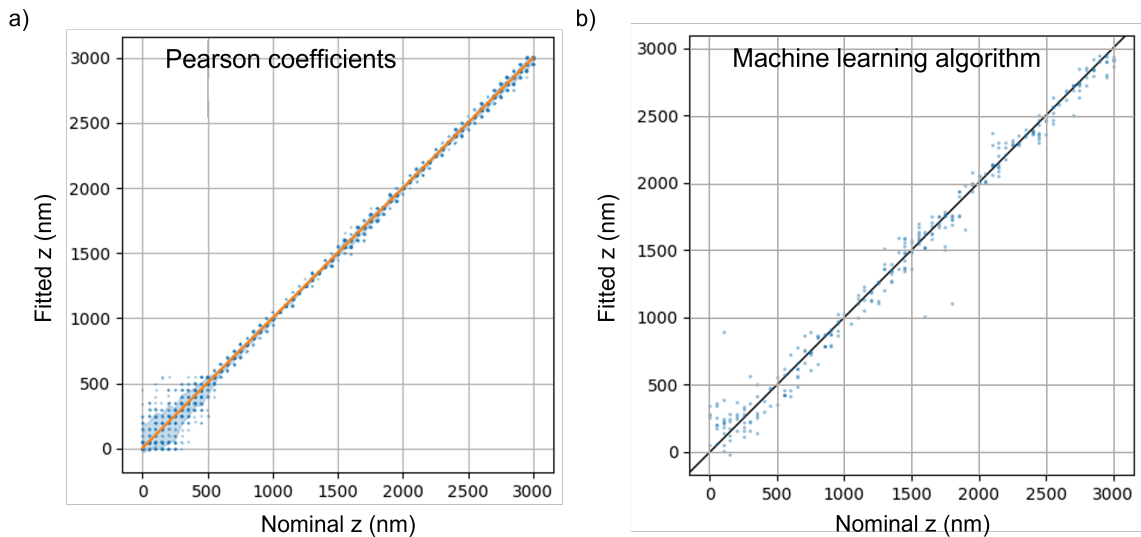 a)
Pearson coefficients
3000
2500
2000
1500
1000
500
0
Fitted z (nm)
0 500 1000 1500 2000 2500 3000
Nominal z (nm)
b)
Machine learning algorithm
3000
2500
2000
1500
1000
500
0
Fitted z (nm)
0 500 1000 1500 2000 2500 3000
Nominal z (nm)